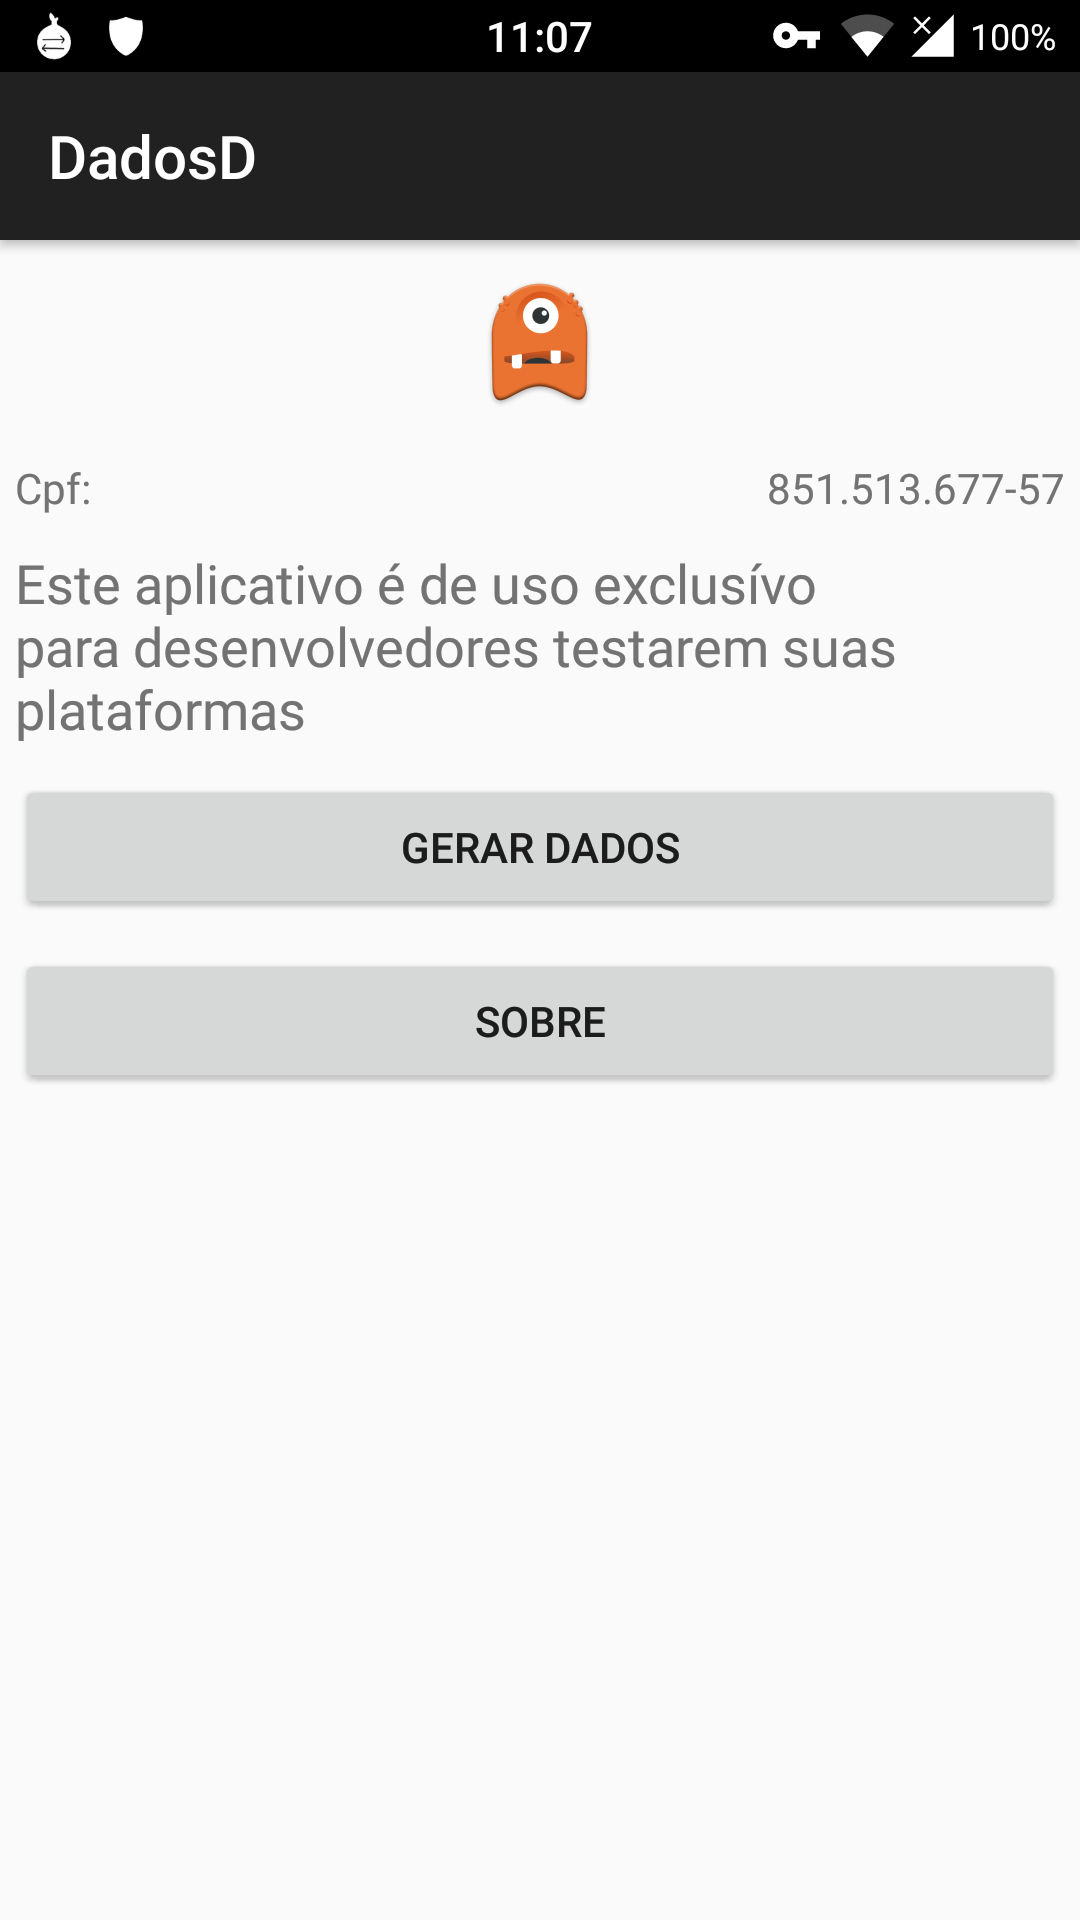 11:07
100%
DadosD
Cpf: 851.513.677-57
Este aplicativo é de uso exclusívo
para desenvolvedores testarem suas
plataformas
GERAR DADOS
SOBRE